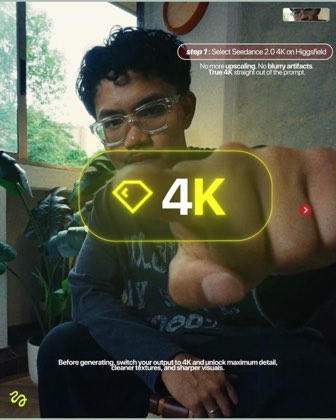 step 1: Select Seedance 2.0 4K on Higgsfield
No more upscaling. No blurry artifacts.
True 4K straight out of the prompt.
4K
Before generating, switch your output to 4K and unlock maximum detail,
cleaner textures, and sharper visuals.